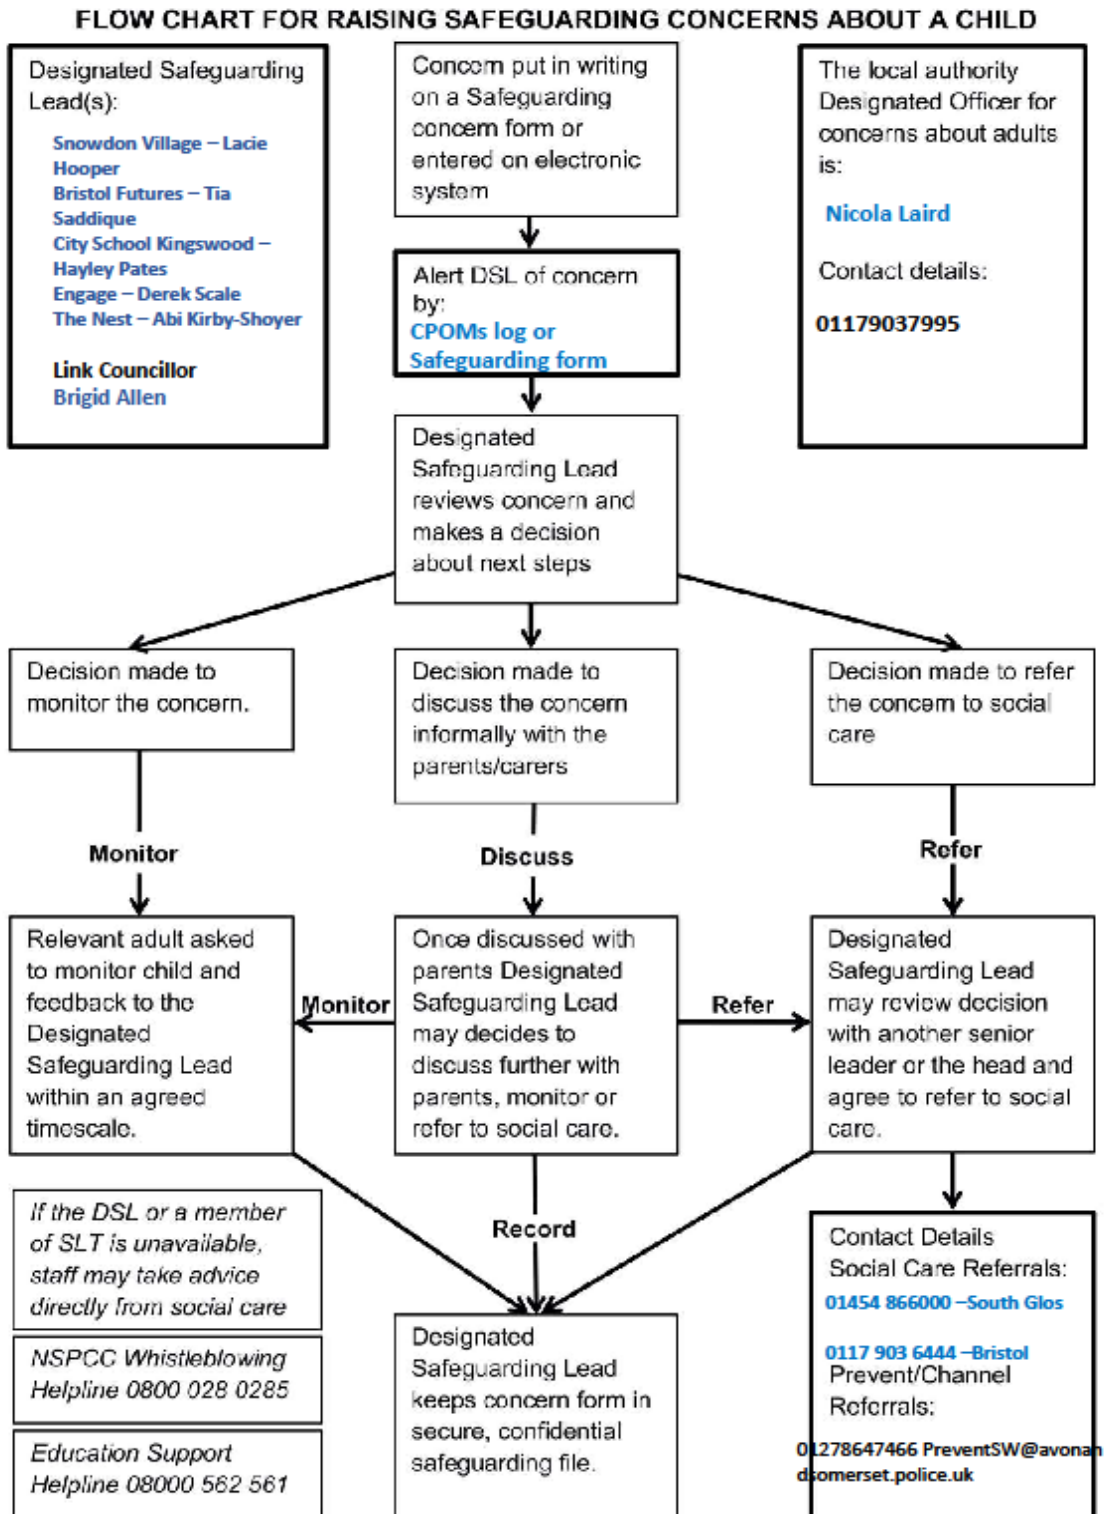 FLOW CHART FOR RAISING SAFEGUARDING CONCERNS ABOUT A CHILD
Designated Safeguarding
Lead(s):
Snowdon Village – Lacie
Hooper
Bristol Futures – Tia
Saddique
City School Kingswood –
Hayley Pates
Engage – Derek Scale
The Nest – Abi Kirby-Shoyer
Link Councillor
Brigid Allen
Concern put in writing
on a Safeguarding
concern form or
entered on electronic
system
The local authority
Designated Officer for
concerns about adults
is:
Nicola Laird
Contact details:
01179037995
Alert DSL of concern
by:
CPOMs log or
Safeguarding form
Designated
Safeguarding Lead
reviews concern and
makes a decision
about next steps
Decision made to
monitor the concern.
Decision made to
discuss the concern
informally with the
parents/carers
Decision made to refer
the concern to social
care
Monitor
Discuss
Refer
Relevant adult asked
to monitor child and
feedback to the
Designated
Safeguarding Lead
within an agreed
timescale.
Monitor
Once discussed with
parents Designated
Safeguarding Lead
may decides to
discuss further with
parents, monitor or
refer to social care.
Refer
Designated
Safeguarding Lead
may review decision
with another senior
leader or the head and
agree to refer to social
care.
Record
If the DSL or a member
of SLT is unavailable,
staff may take advice
directly from social care
NSPCC Whistleblowing
Helpline 0800 028 0285
Education Support
Helpline 08000 562 561
Designated
Safeguarding Lead
keeps concern form in
secure, confidential
safeguarding file.
Contact Details
Social Care Referrals:
01454 866000 –South Glos
0117 903 6444 –Bristol
Prevent/Channel
Referrals:
01278647466 PreventSW@avonan
dsomerset.police.uk